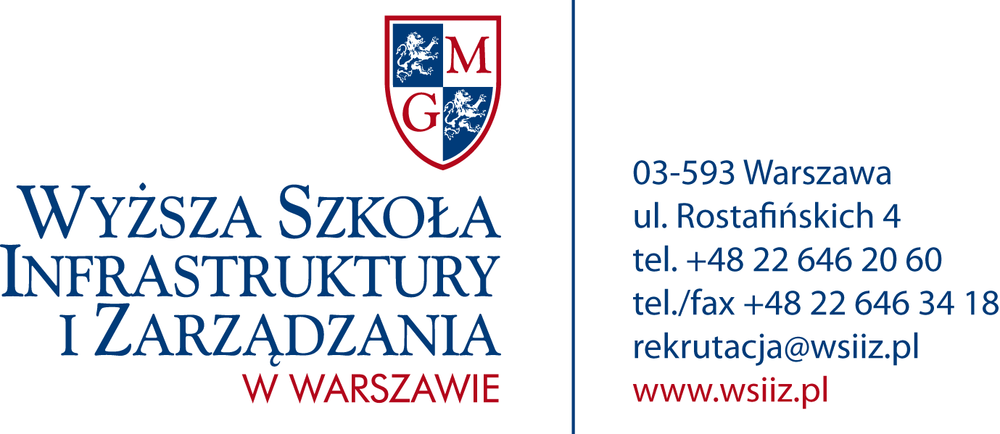 M
G
WYŻSZA SZKOŁA
INFRASTRUKTURY
I ZARZĄDZANIA
W WARSZAWIE
03-593 Warszawa
ul. Rostafińskich 4
tel. +48 22 646 20 60
tel./fax +48 22 646 34 18
rekrutacja@wsiiz.pl
www.wsiiz.pl